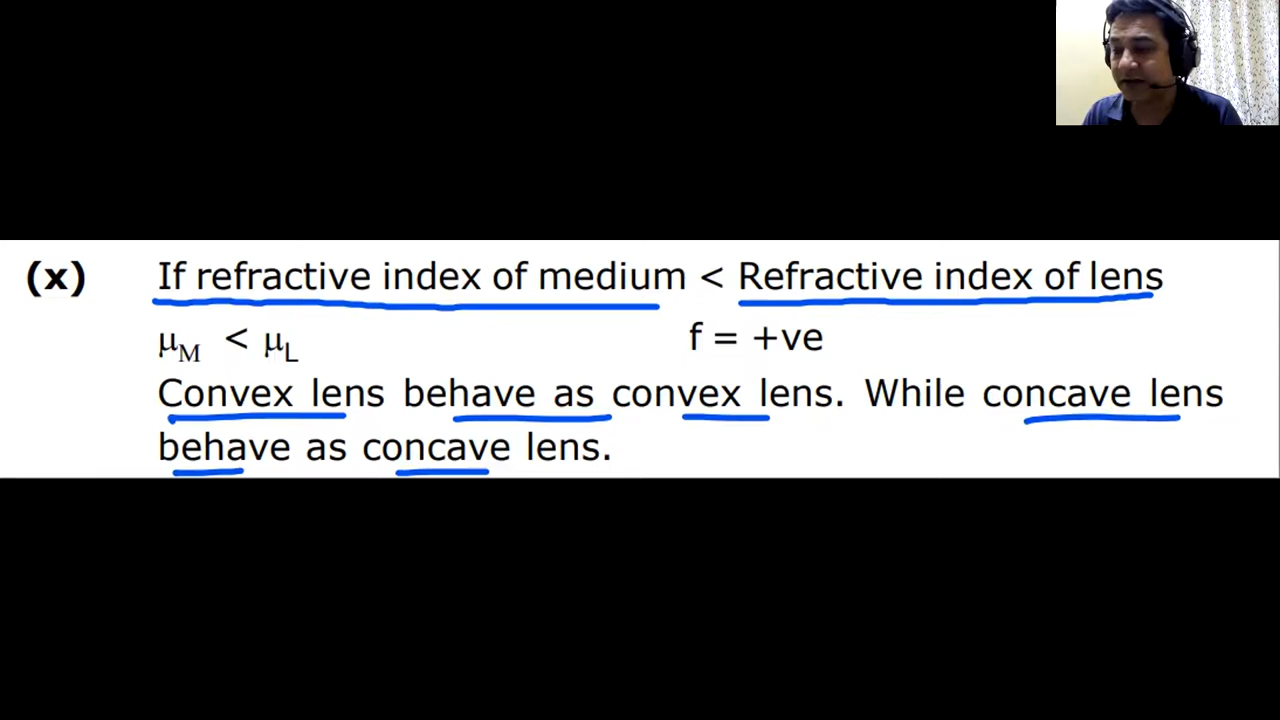 (x) If refractive index of medium < Refractive index of lens
μM < μL f = +ve
Convex lens behave as convex lens. While concave lens
behave as concave lens.